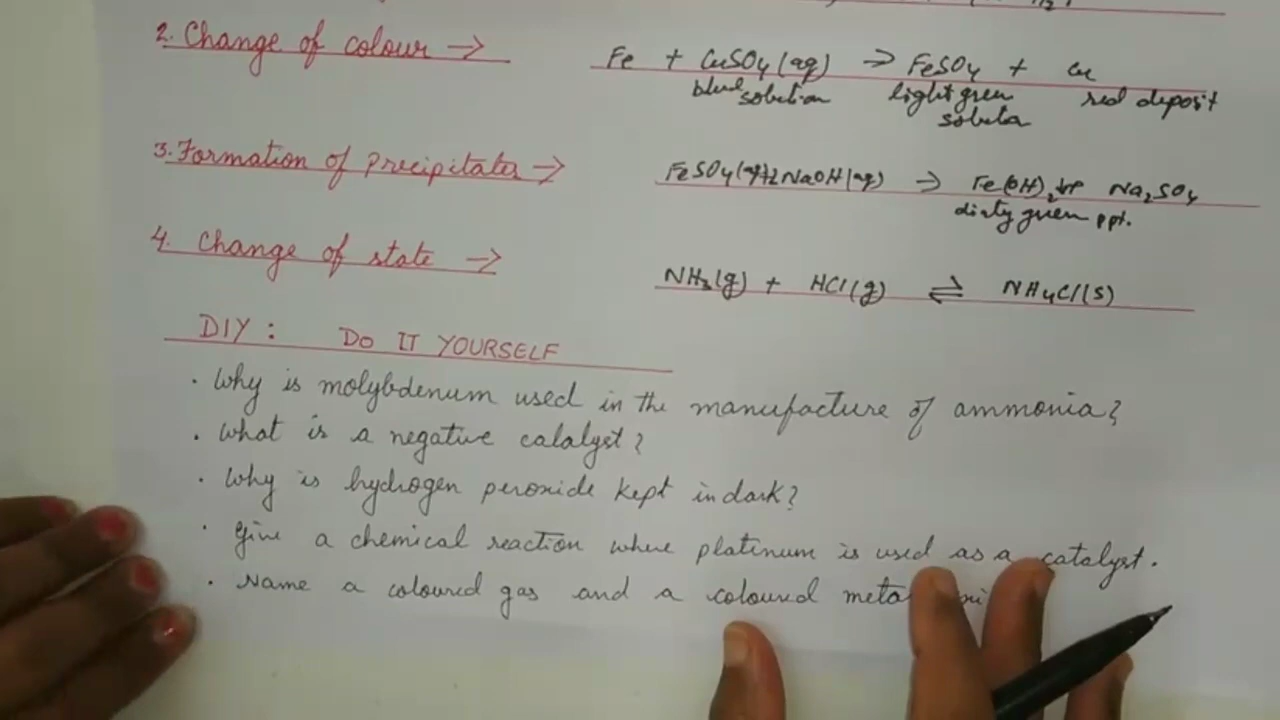 2. Change of colour → Fe + CuSO4 (aq) → FeSO4 + Cu
blue solution light green solution red deposit
3. Formation of precipitates → FeSO4(aq)+2NaOH(aq) → Fe(OH)2↓+ Na2SO4
dirty green ppt.
4. Change of state → NH3(g) + HCl(g) ⇌ NH4Cl(s)
DIY : DO IT YOURSELF
· Why is molybdenum used in the manufacture of ammonia?
· What is a negative catalyst?
· Why is hydrogen peroxide kept in dark?
· Give a chemical reaction where platinum is used as a catalyst.
· Name a coloured gas and a coloured